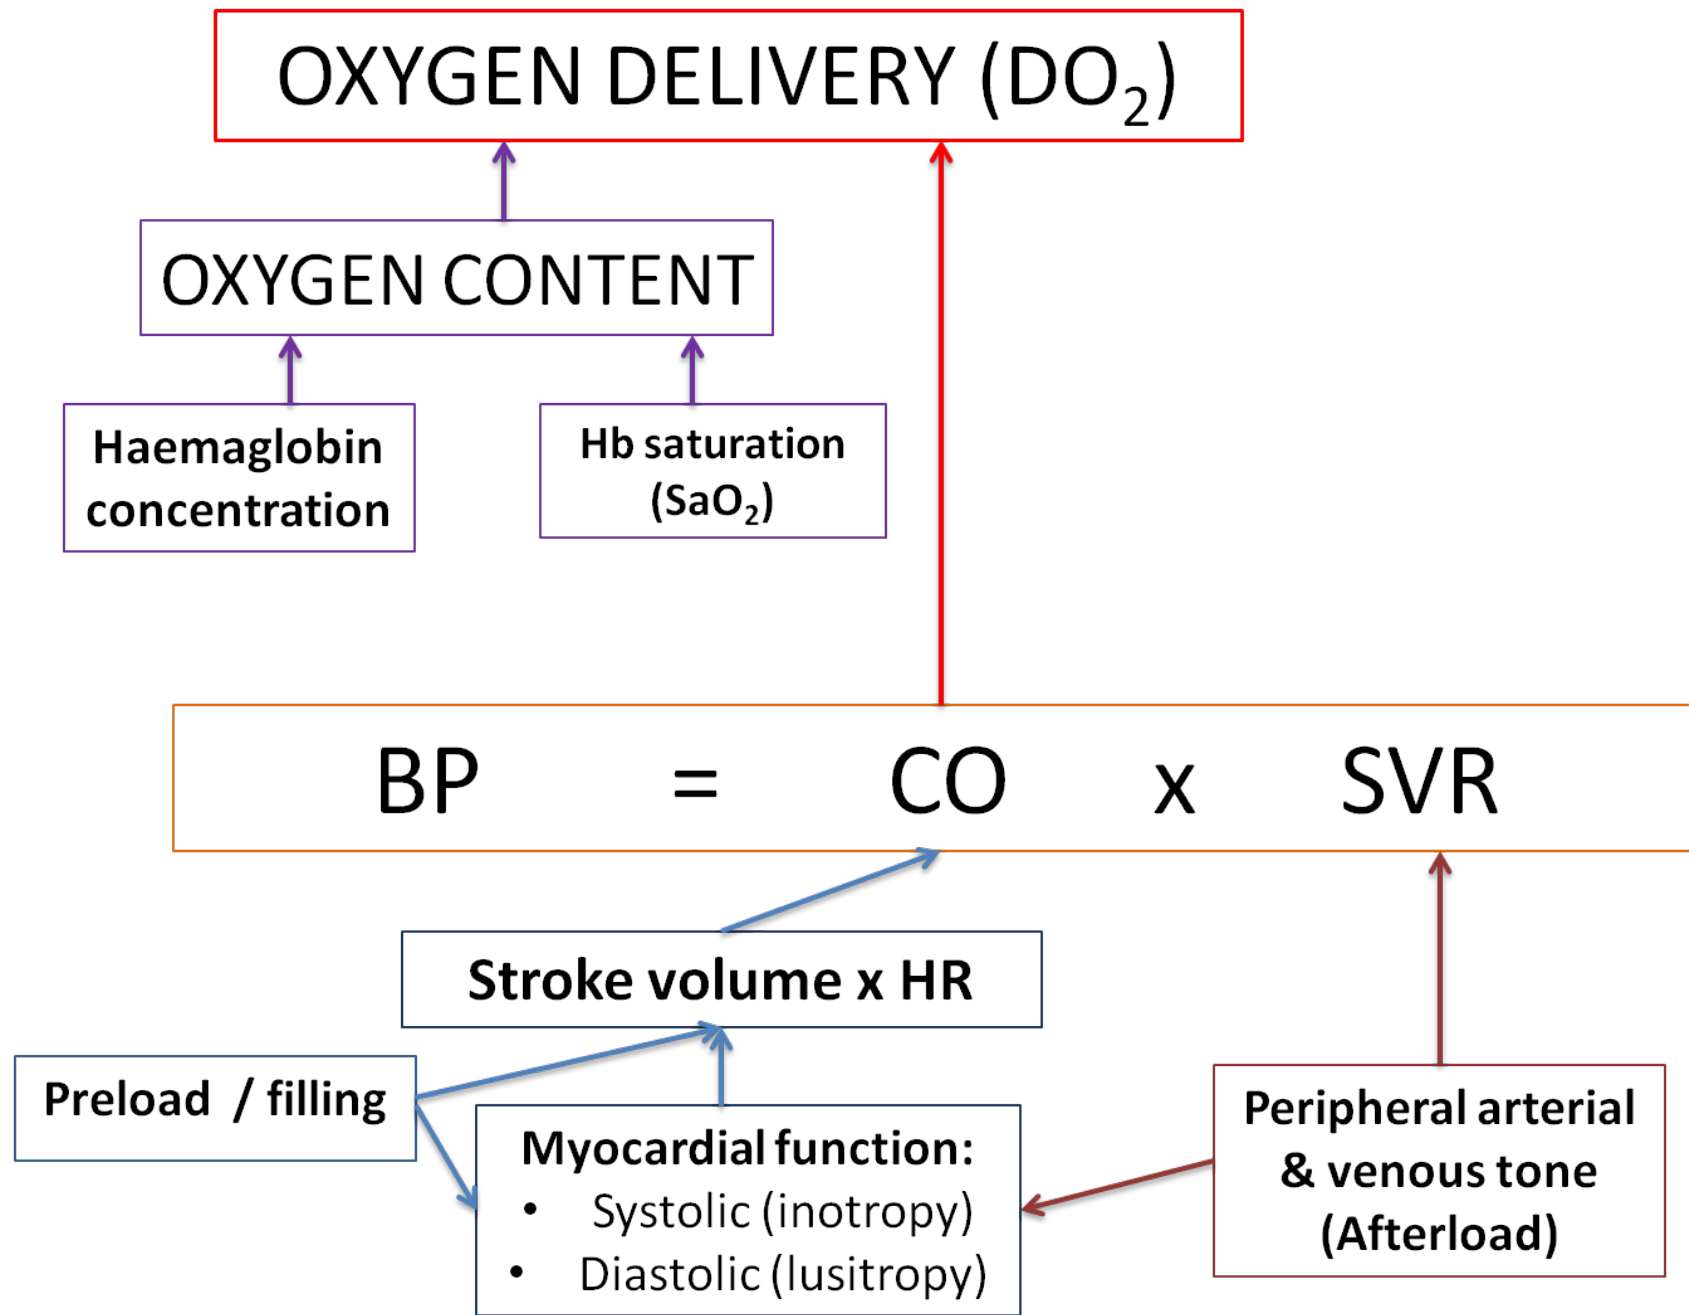 OXYGEN DELIVERY (DO₂)
OXYGEN CONTENT
Haemaglobin
concentration
Hb saturation
(SaO₂)
BP = CO x SVR
Stroke volume x HR
Preload / filling
Myocardial function:
• Systolic (inotropy)
• Diastolic (lusitropy)
Peripheral arterial
& venous tone
(Afterload)